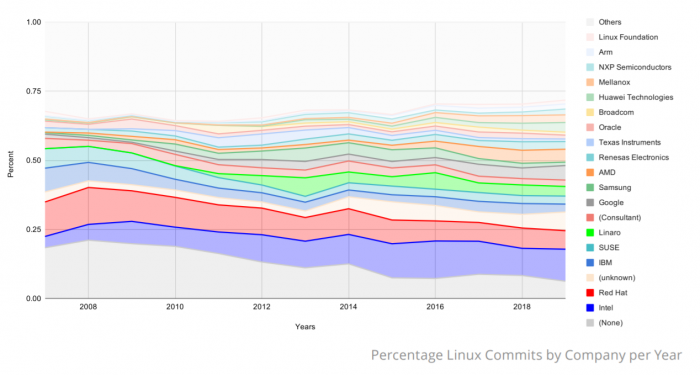 1.00
0.75
0.50
0.25
0.00
Percent
2008
2010
2012
2014
2016
2018
Years
Others
Linux Foundation
Arm
NXP Semiconductors
Mellanox
Huawei Technologies
Broadcom
Oracle
Texas Instruments
Renesas Electronics
AMD
Samsung
Google
(Consultant)
Linaro
SUSE
IBM
(unknown)
Red Hat
Intel
(None)
Percentage Linux Commits by Company per Year